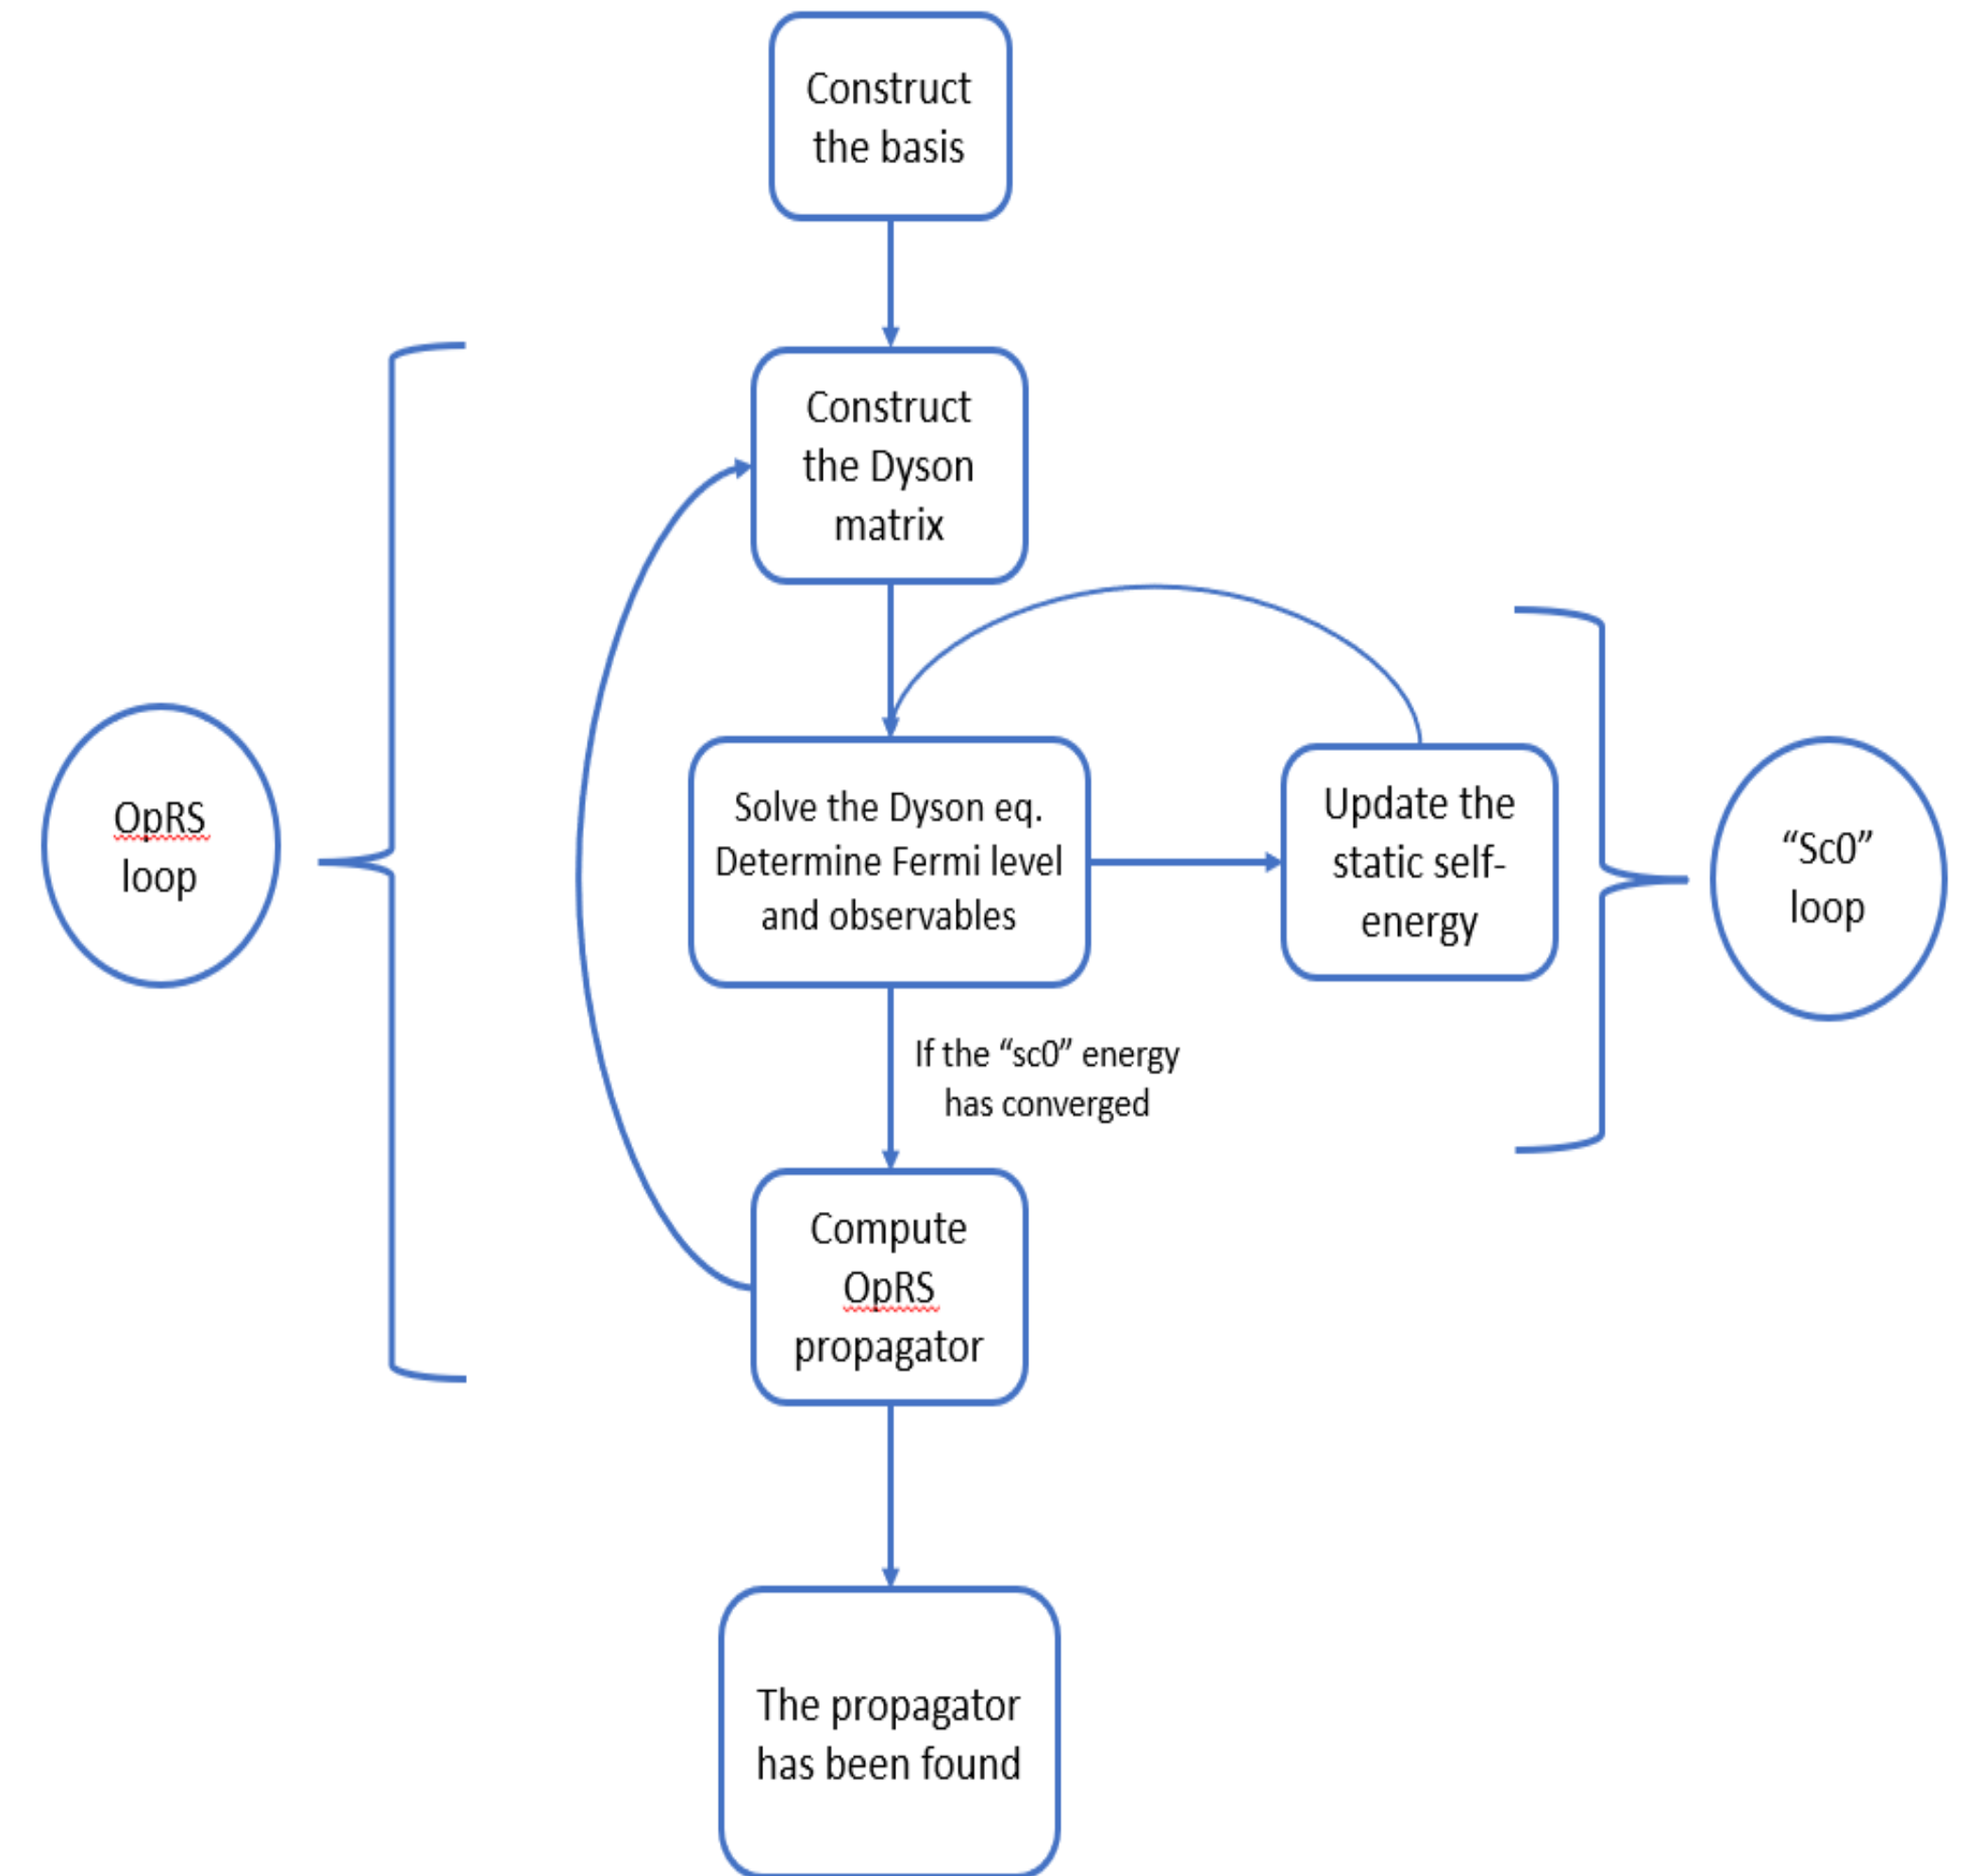 Construct
the basis
Construct
the Dyson
matrix
OpRS
loop
Solve the Dyson eq.
Determine Fermi level
and observables
Update the
static self-
energy
“Sc0”
loop
If the “sc0” energy
has converged
Compute
OpRS
propagator
The propagator
has been found